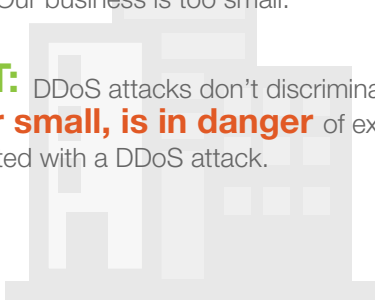 Our business is too small.
T: DDoS attacks don't discrimina
r small, is in danger of ex
ted with a DDoS attack.